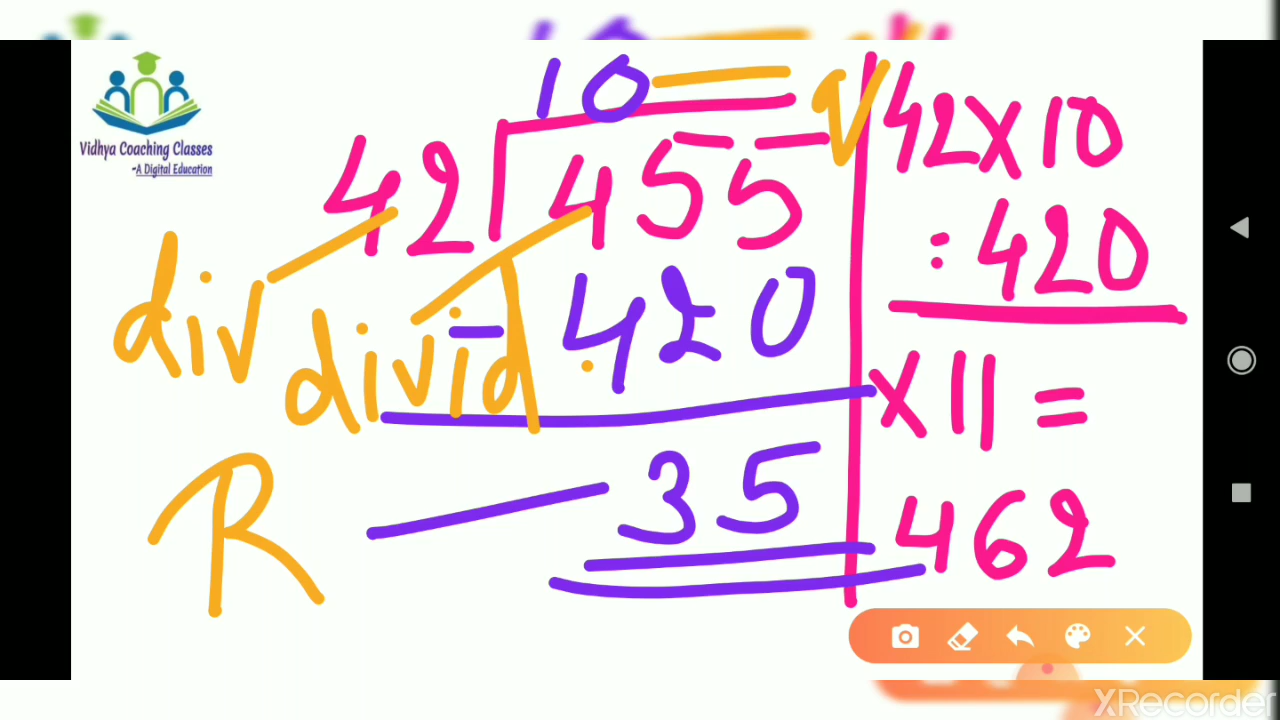 Vidhya Coaching Classes
-A Digital Education
10 q
42 455
div
divid - 420
R 35
42x10
: 420
x11 =
462
XRecorder